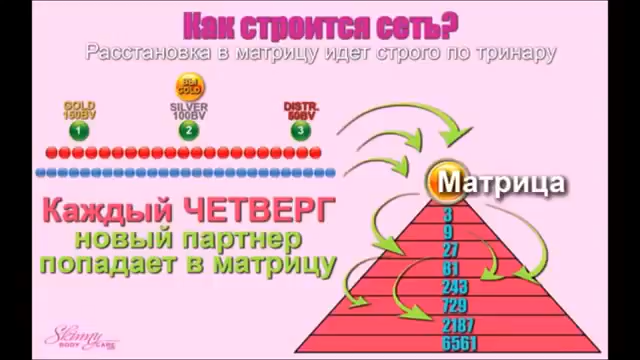 Как строится сеть?
Расстановка в матрицу идет строго по тринару
ВЫ
GOLD
GOLD SILVER DISTR.
150BV 100BV 50BV
1 2 3
Матрица
Каждый ЧЕТВЕРГ
новый партнер
попадает в матрицу
3
9
27
81
243
729
2187
6561
Skinny
BODY CARE